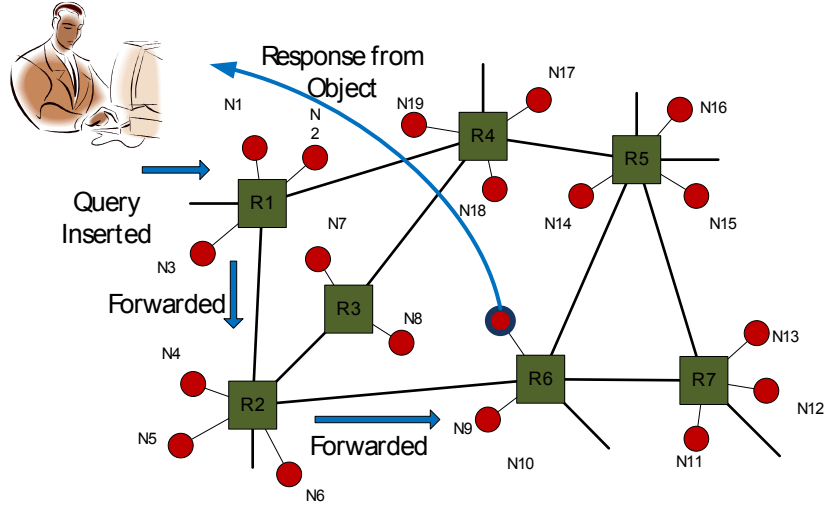 Response from
Object
N17
N1
N
2
N19
N16
R4
R5
Query
Inserted
R1
N18
N14
N15
N7
N3
Forwarded
R3
N8
N4
N13
R2
R6
R7
N12
N5
Forwarded
N9
N10
N11
N6